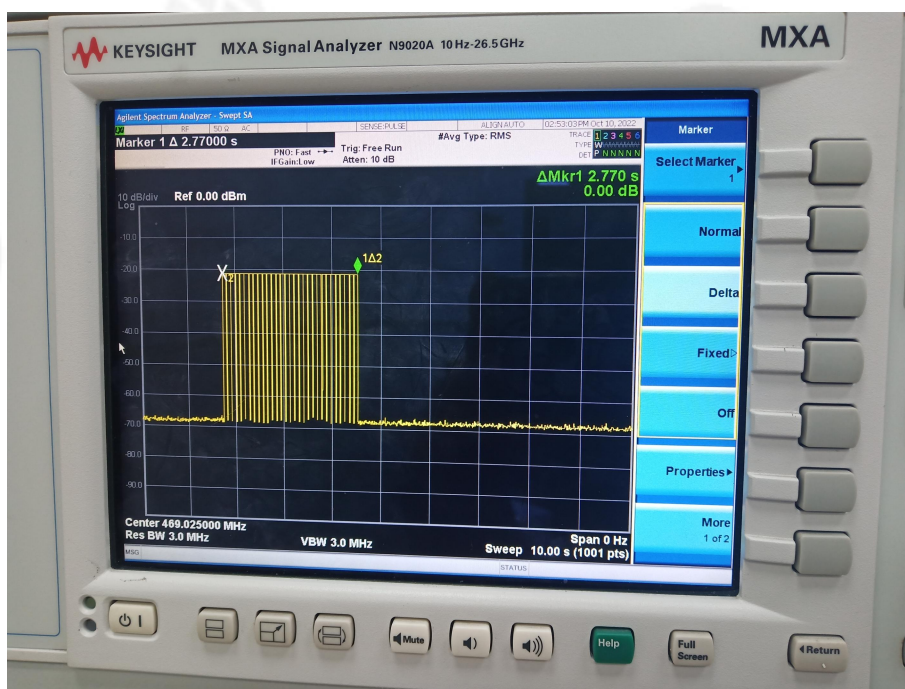 KEYSIGHT MXA Signal Analyzer N9020A 10 Hz-26.5GHz
MXA
Agilent Spectrum Analyzer - Swept SA
RF 50 Ω AC SENSE:PULSE ALIGNAUTO 02:53:03 PM Oct 10, 2022
Marker 1 Δ 2.77000 s
PNO: Fast
IFGain:Low
Trig: Free Run
Atten: 10 dB
#Avg Type: RMS
TRACE 1 2 3 4 5 6
TYPE W
DET P N N N N N
ΔMkr1 2.770 s
0.00 dB
10 dB/div Ref 0.00 dBm
Log
-10.0
-20.0
-30.0
-40.0
-50.0
-60.0
-70.0
-80.0
-90.0
1Δ2
Center 469.025000 MHz
Res BW 3.0 MHz
VBW 3.0 MHz
Span 0 Hz
Sweep 10.00 s (1001 pts)
MSG
STATUS
Marker
Select Marker
1
Normal
Delta
Fixed
Off
Properties
More
1 of 2
Mute
Help
Full
Screen
Return